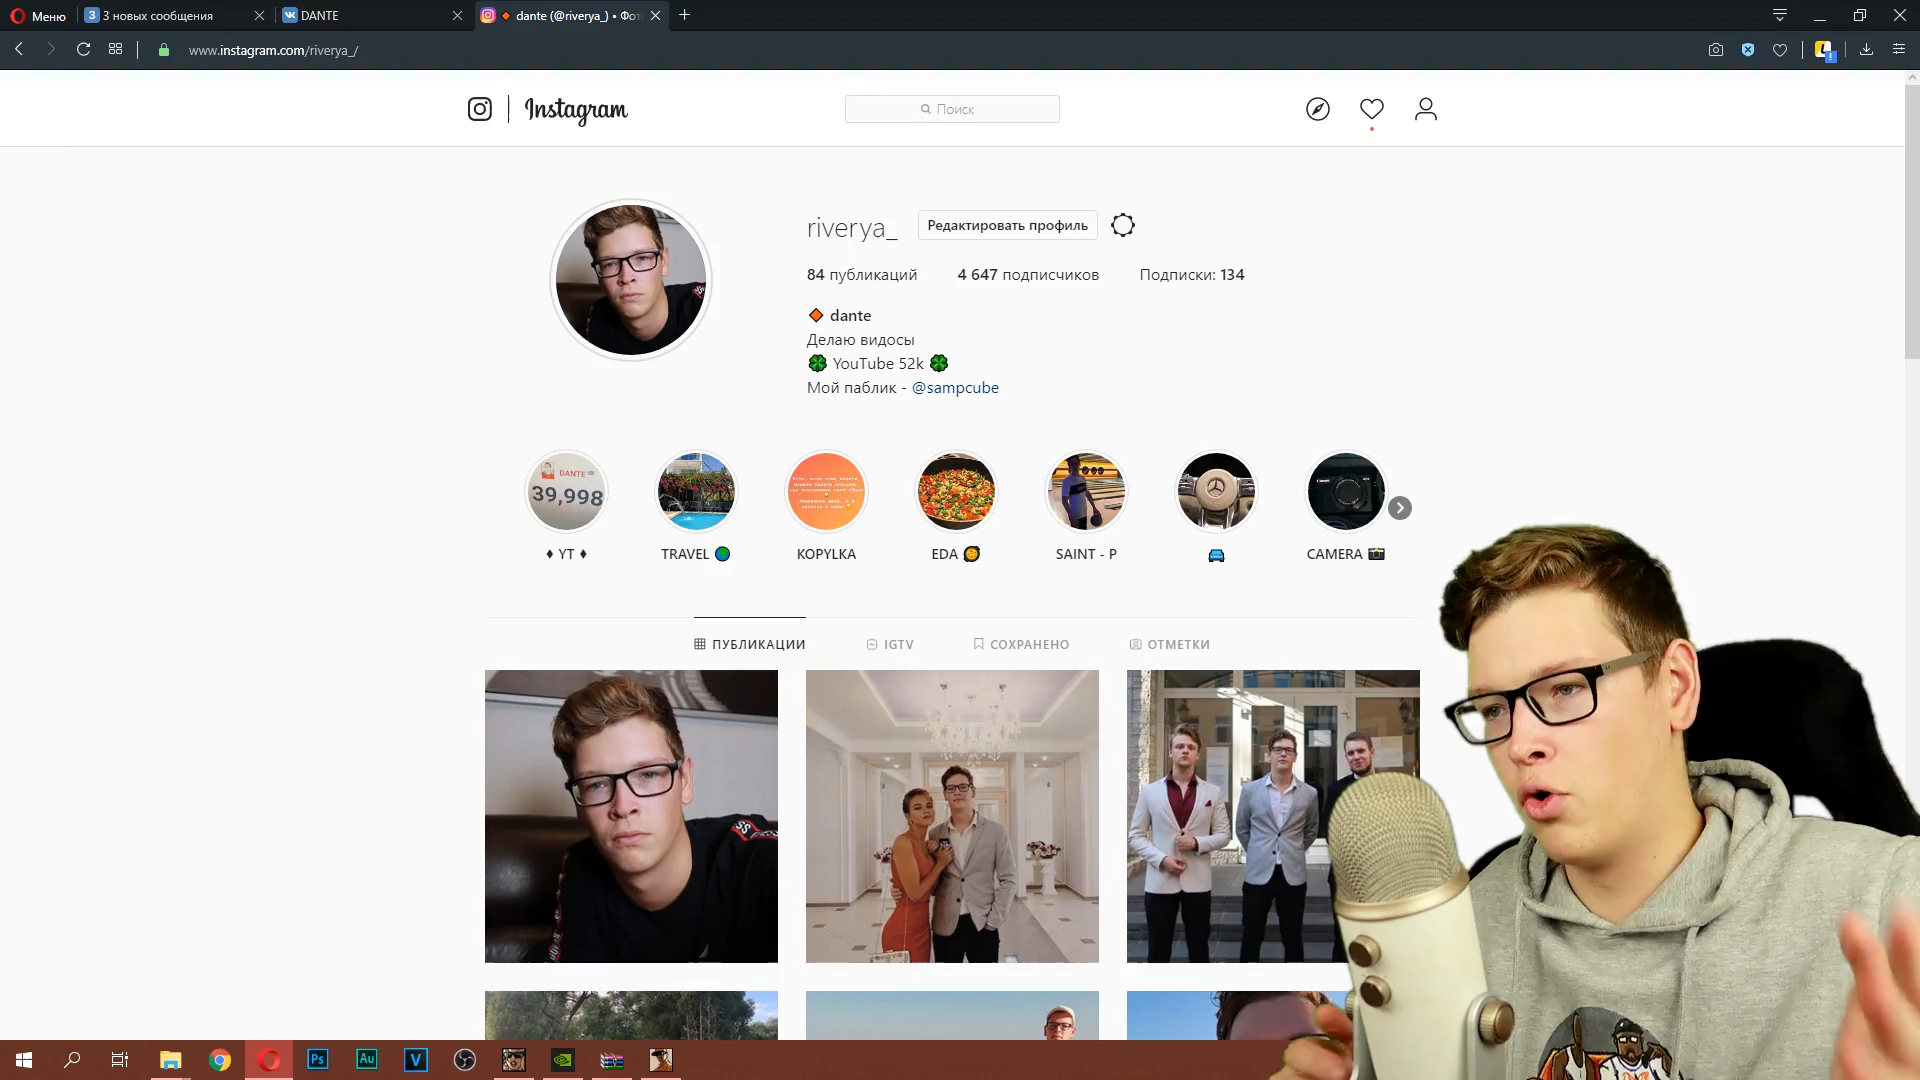 Меню
3 новых сообщения
DANTE
dante (@riverya_) • Фот
www.instagram.com/riverya_/
Instagram
Поиск
riverya_
Редактировать профиль
84 публикаций
4 647 подписчиков
Подписки: 134
dante
Делаю видосы
YouTube 52k
Мой паблик - @sampcube
DANTE
39,998
♦ YT ♦
TRAVEL
KOPYLKA
EDA
SAINT - P
CAMERA
ПУБЛИКАЦИИ
IGTV
СОХРАНЕНО
ОТМЕТКИ
Ps
Au
V